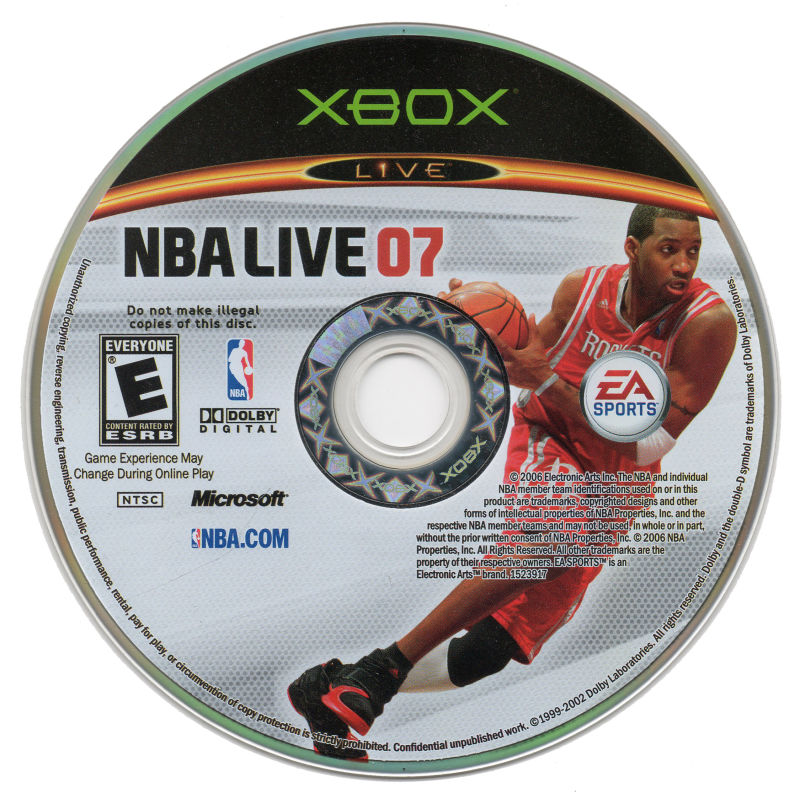 XBOX
LIVE™
NBA LIVE 07
Do not make illegal
copies of this disc.
EVERYONE
E
®
CONTENT RATED BY
ESRB
NBA
DOLBY
DIGITAL
Game Experience May
Change During Online Play
NTSC
Microsoft®
NBA.COM
XBOX
ROCKETS
EA
SPORTS™
© 2006 Electronic Arts Inc. The NBA and individual
NBA member team identifications used on or in this
product are trademarks, copyrighted designs and other
forms of intellectual properties of NBA Properties, Inc. and the
respective NBA member teams and may not be used, in whole or in part,
without the prior written consent of NBA Properties, Inc. © 2006 NBA
Properties, Inc. All Rights Reserved. All other trademarks are the
property of their respective owners. EA SPORTS™ is an
Electronic Arts™ brand. 1523917
Unauthorized copying, reverse engineering, transmission, public performance, rental, pay for play, or circumvention of copy protection is strictly prohibited. Confidential unpublished work. ©1999-2002 Dolby Laboratories. All rights reserved. Dolby and the double-D symbol are trademarks of Dolby Laboratories.